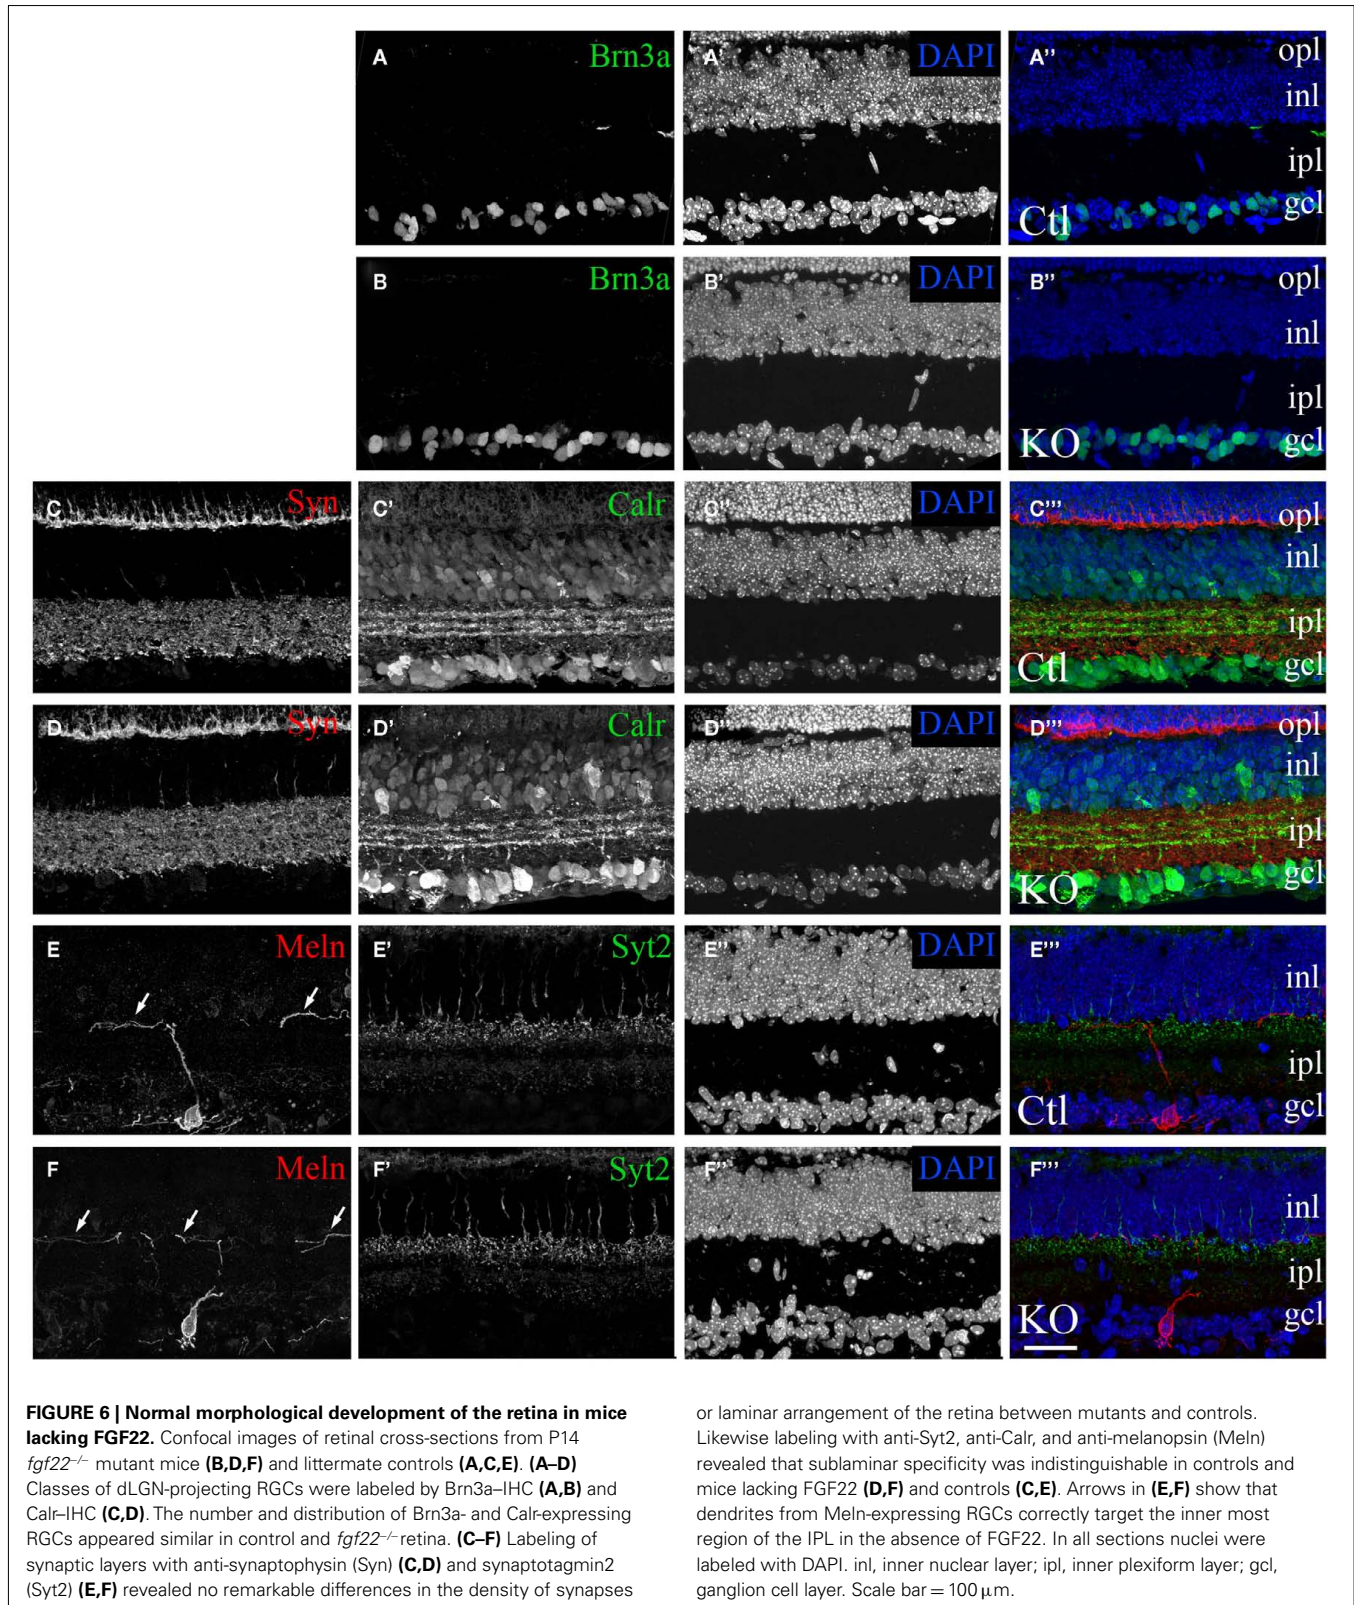 A Brn3a A' DAPI A'' opl
inl
ipl
Ctl gcl
B Brn3a B' DAPI B'' opl
inl
ipl
KO gcl
C Syn C' Calr C'' DAPI C''' opl
inl
ipl
Ctl gcl
D Syn D' Calr D'' DAPI D''' opl
inl
ipl
KO gcl
E Meln E' Syt2 E'' DAPI E'''
inl
ipl
Ctl gcl
F Meln F' Syt2 F'' DAPI F'''
inl
ipl
KO gcl
FIGURE 6 | Normal morphological development of the retina in mice
lacking FGF22. Confocal images of retinal cross-sections from P14
fgf22−/− mutant mice (B,D,F) and littermate controls (A,C,E). (A–D)
Classes of dLGN-projecting RGCs were labeled by Brn3a–IHC (A,B) and
Calr–IHC (C,D). The number and distribution of Brn3a- and Calr-expressing
RGCs appeared similar in control and fgf22−/− retina. (C–F) Labeling of
synaptic layers with anti-synaptophysin (Syn) (C,D) and synaptotagmin2
(Syt2) (E,F) revealed no remarkable differences in the density of synapses
or laminar arrangement of the retina between mutants and controls.
Likewise labeling with anti-Syt2, anti-Calr, and anti-melanopsin (Meln)
revealed that sublaminar specificity was indistinguishable in controls and
mice lacking FGF22 (D,F) and controls (C,E). Arrows in (E,F) show that
dendrites from Meln-expressing RGCs correctly target the inner most
region of the IPL in the absence of FGF22. In all sections nuclei were
labeled with DAPI. inl, inner nuclear layer; ipl, inner plexiform layer; gcl,
ganglion cell layer. Scale bar = 100 μm.